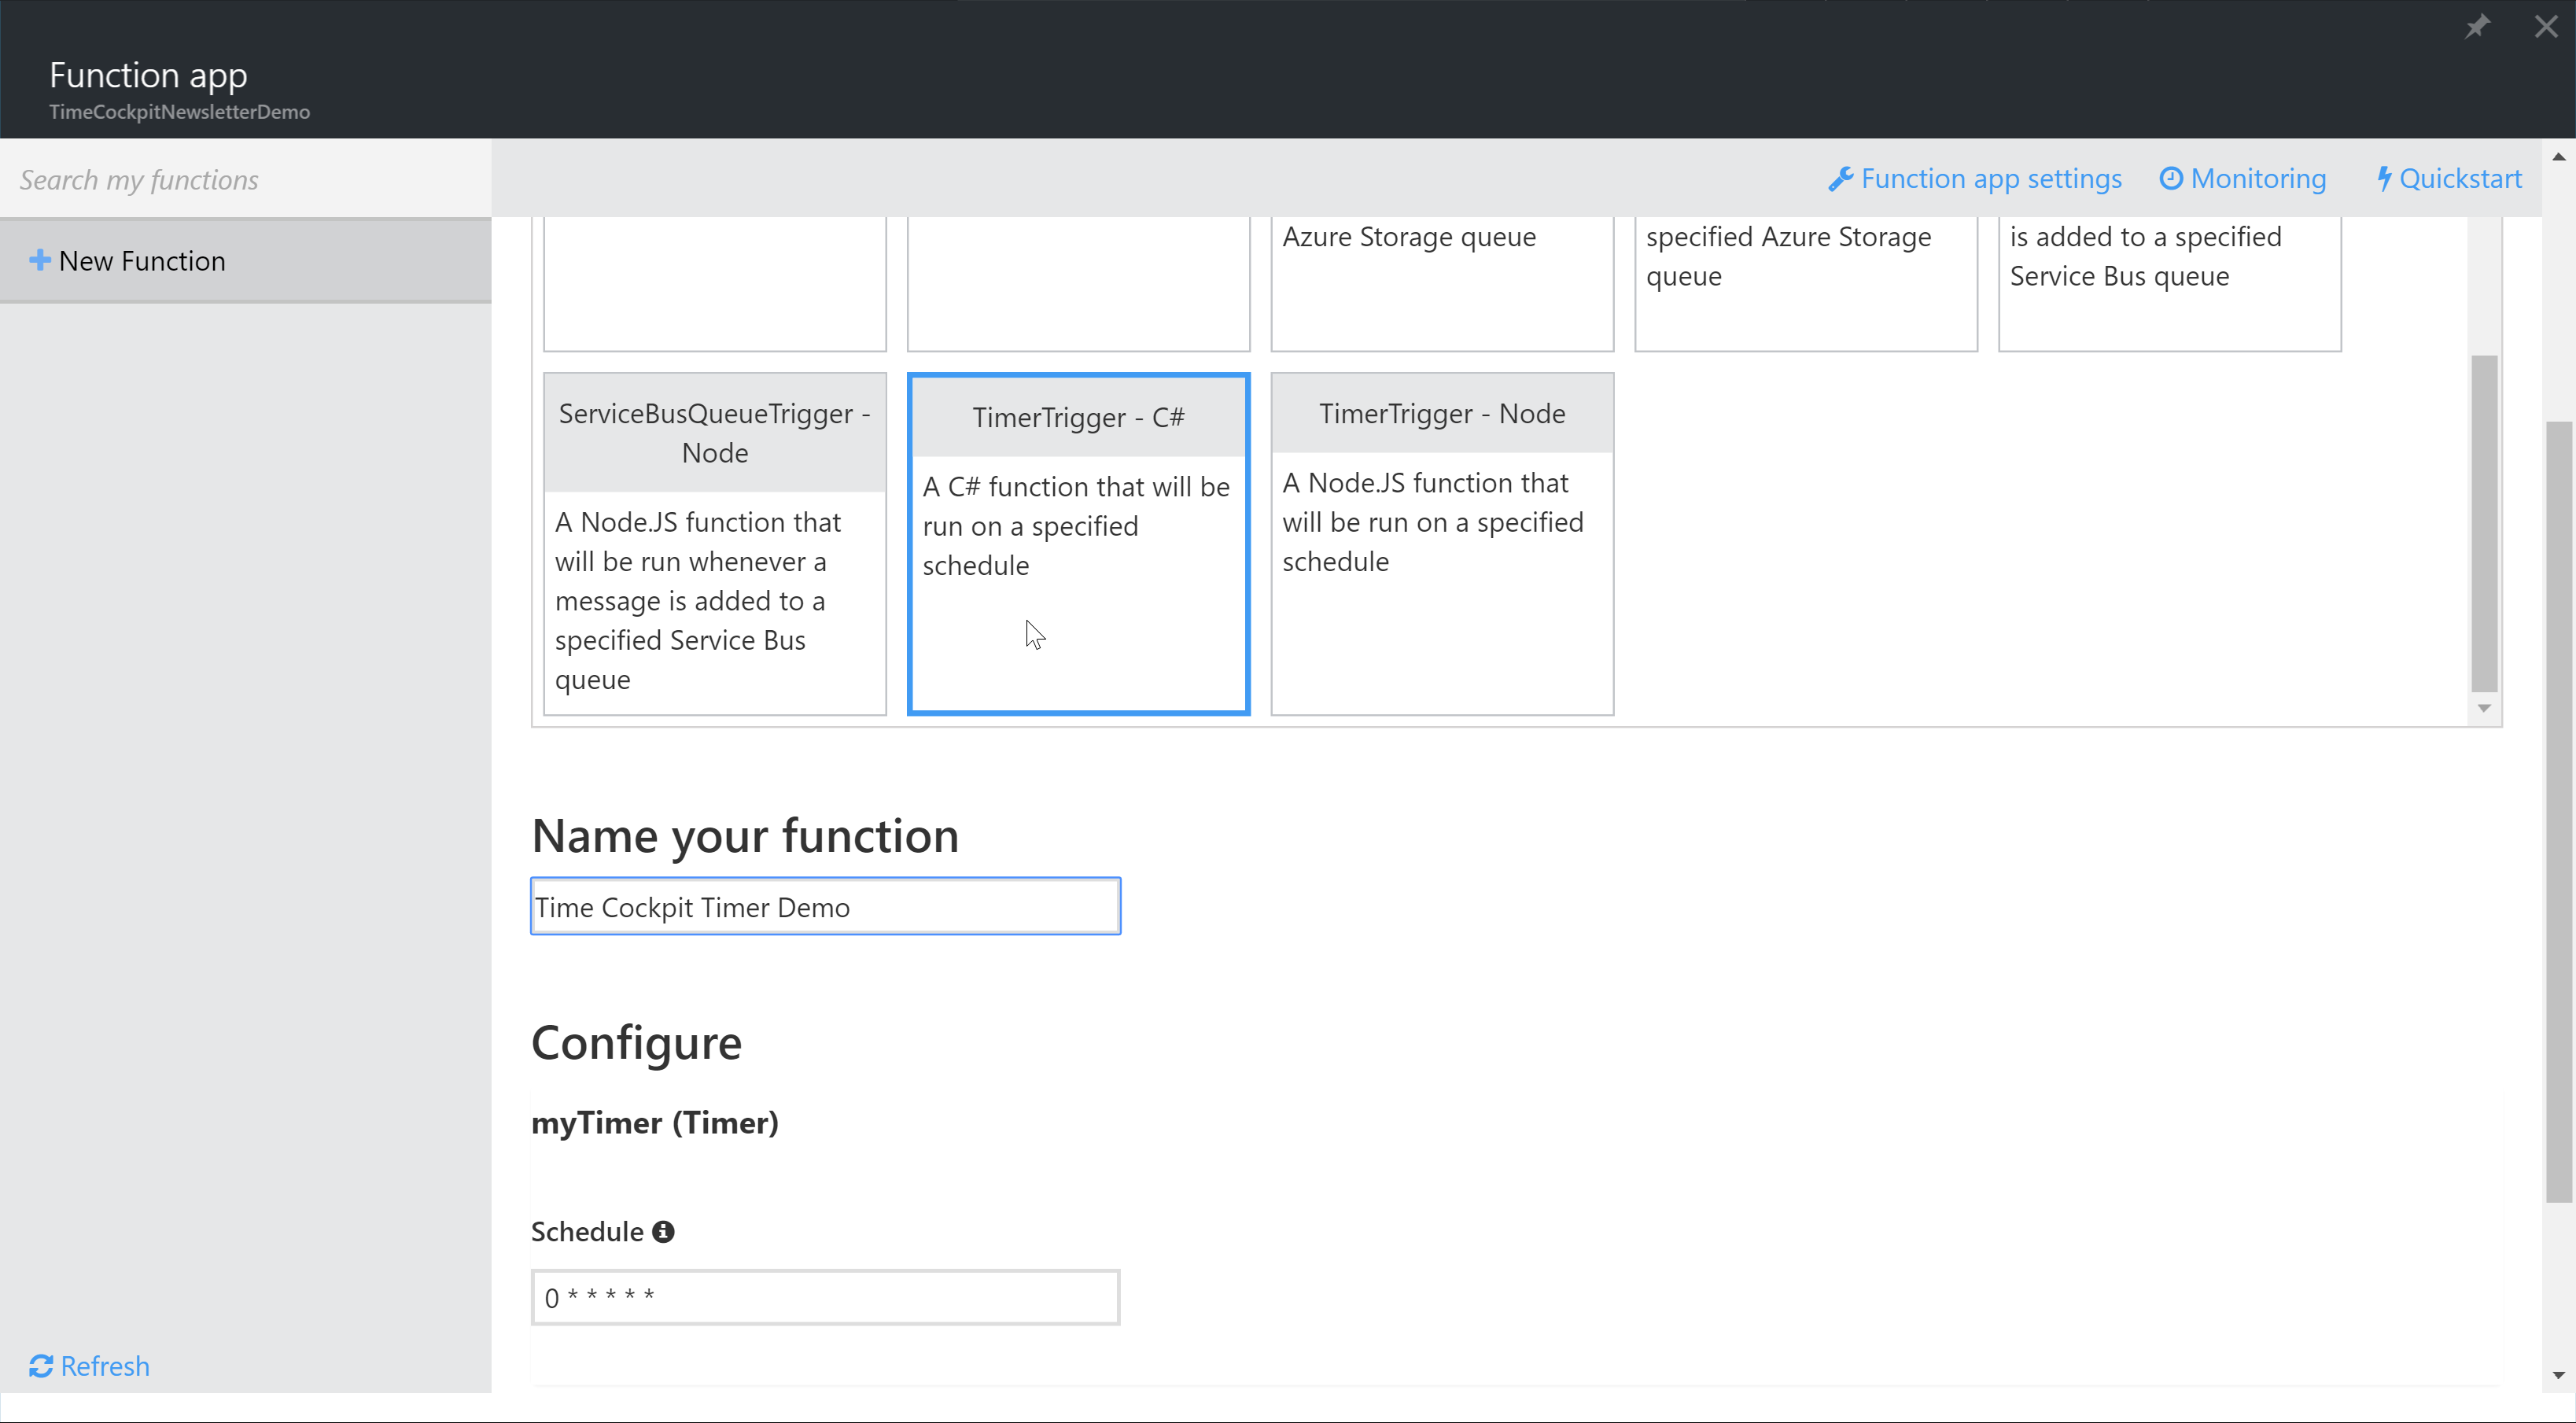 Function app
TimeCockpitNewsletterDemo
Search my functions
Function app settings
Monitoring
Quickstart
New Function
Azure Storage queue
specified Azure Storage
queue
is added to a specified
Service Bus queue
ServiceBusQueueTrigger -
Node
A Node.JS function that
will be run whenever a
message is added to a
specified Service Bus
queue
TimerTrigger - C#
A C# function that will be
run on a specified
schedule
TimerTrigger - Node
A Node.JS function that
will be run on a specified
schedule
Name your function
Time Cockpit Timer Demo
Configure
myTimer (Timer)
Schedule
0 * * * * *
Refresh